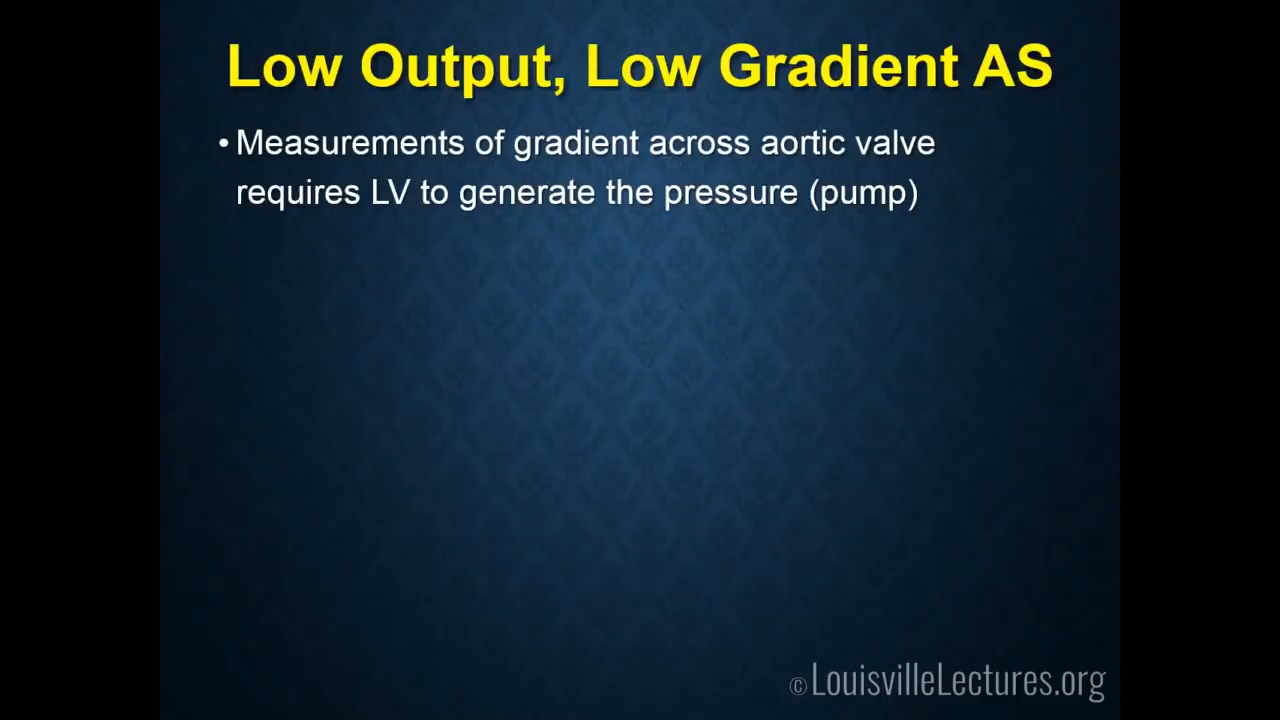 Low Output, Low Gradient AS
• Measurements of gradient across aortic valve
requires LV to generate the pressure (pump)
© LouisvilleLectures.org